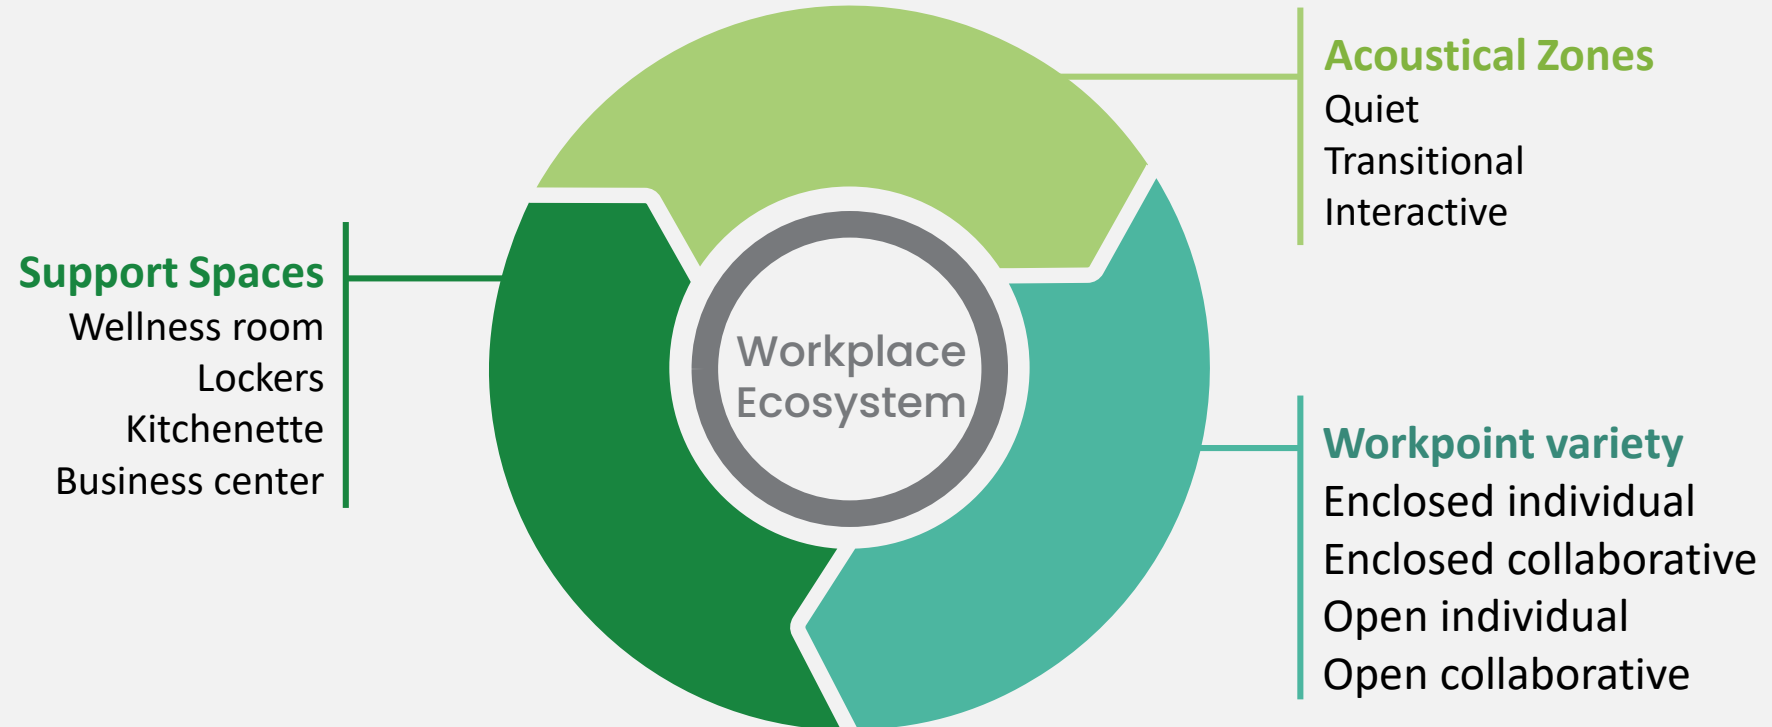 Acoustical Zones
Quiet
Transitional
Interactive
Support Spaces
Wellness room
Lockers
Kitchenette
Business center
Workplace
Ecosystem
Workpoint variety
Enclosed individual
Enclosed collaborative
Open individual
Open collaborative